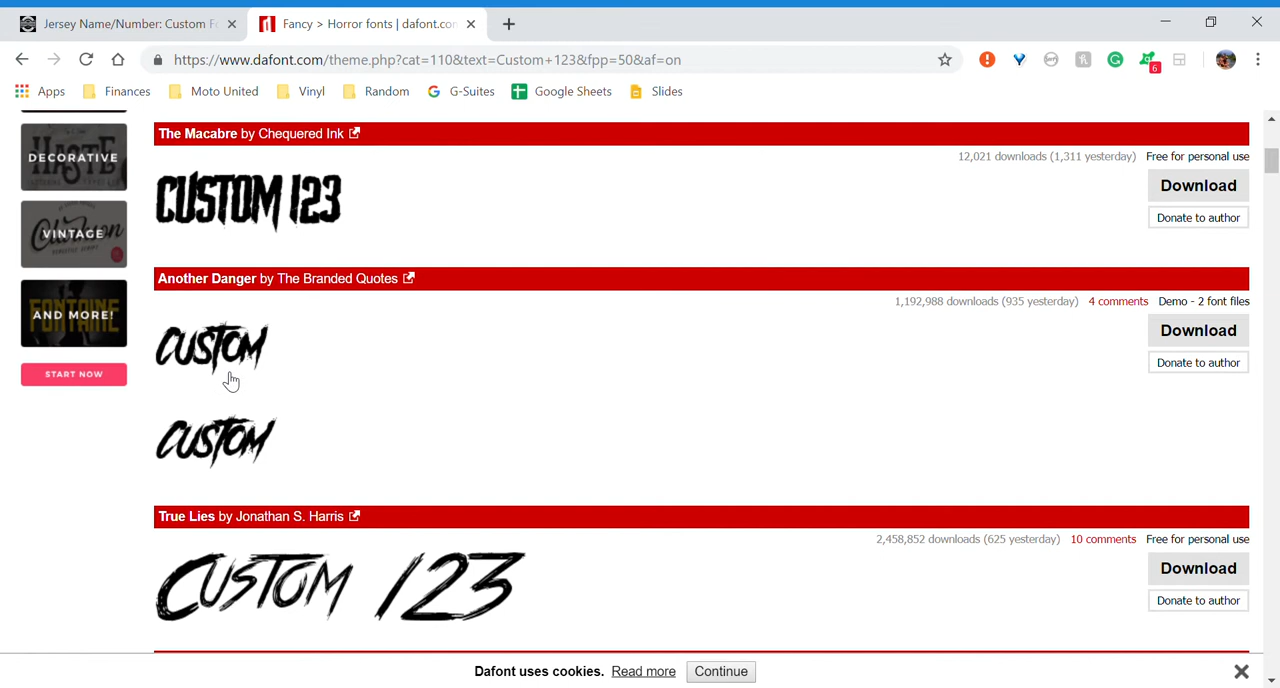 Jersey Name/Number: Custom F
Fancy > Horror fonts | dafont.com
https://www.dafont.com/theme.php?cat=110&text=Custom+123&fpp=50&af=on
6
Apps
Finances
Moto United
Vinyl
Random
G-Suites
Google Sheets
Slides
DECORATIVE
VINTAGE
AND MORE!
START NOW
The Macabre by Chequered Ink
12,021 downloads (1,311 yesterday) Free for personal use
CUSTOM 123
Download
Donate to author
Another Danger by The Branded Quotes
1,192,988 downloads (935 yesterday) 4 comments Demo - 2 font files
CUSTOM
Download
Donate to author
CUSTOM
True Lies by Jonathan S. Harris
2,458,852 downloads (625 yesterday) 10 comments Free for personal use
CUSTOM 123
Download
Donate to author
Dafont uses cookies. Read more Continue